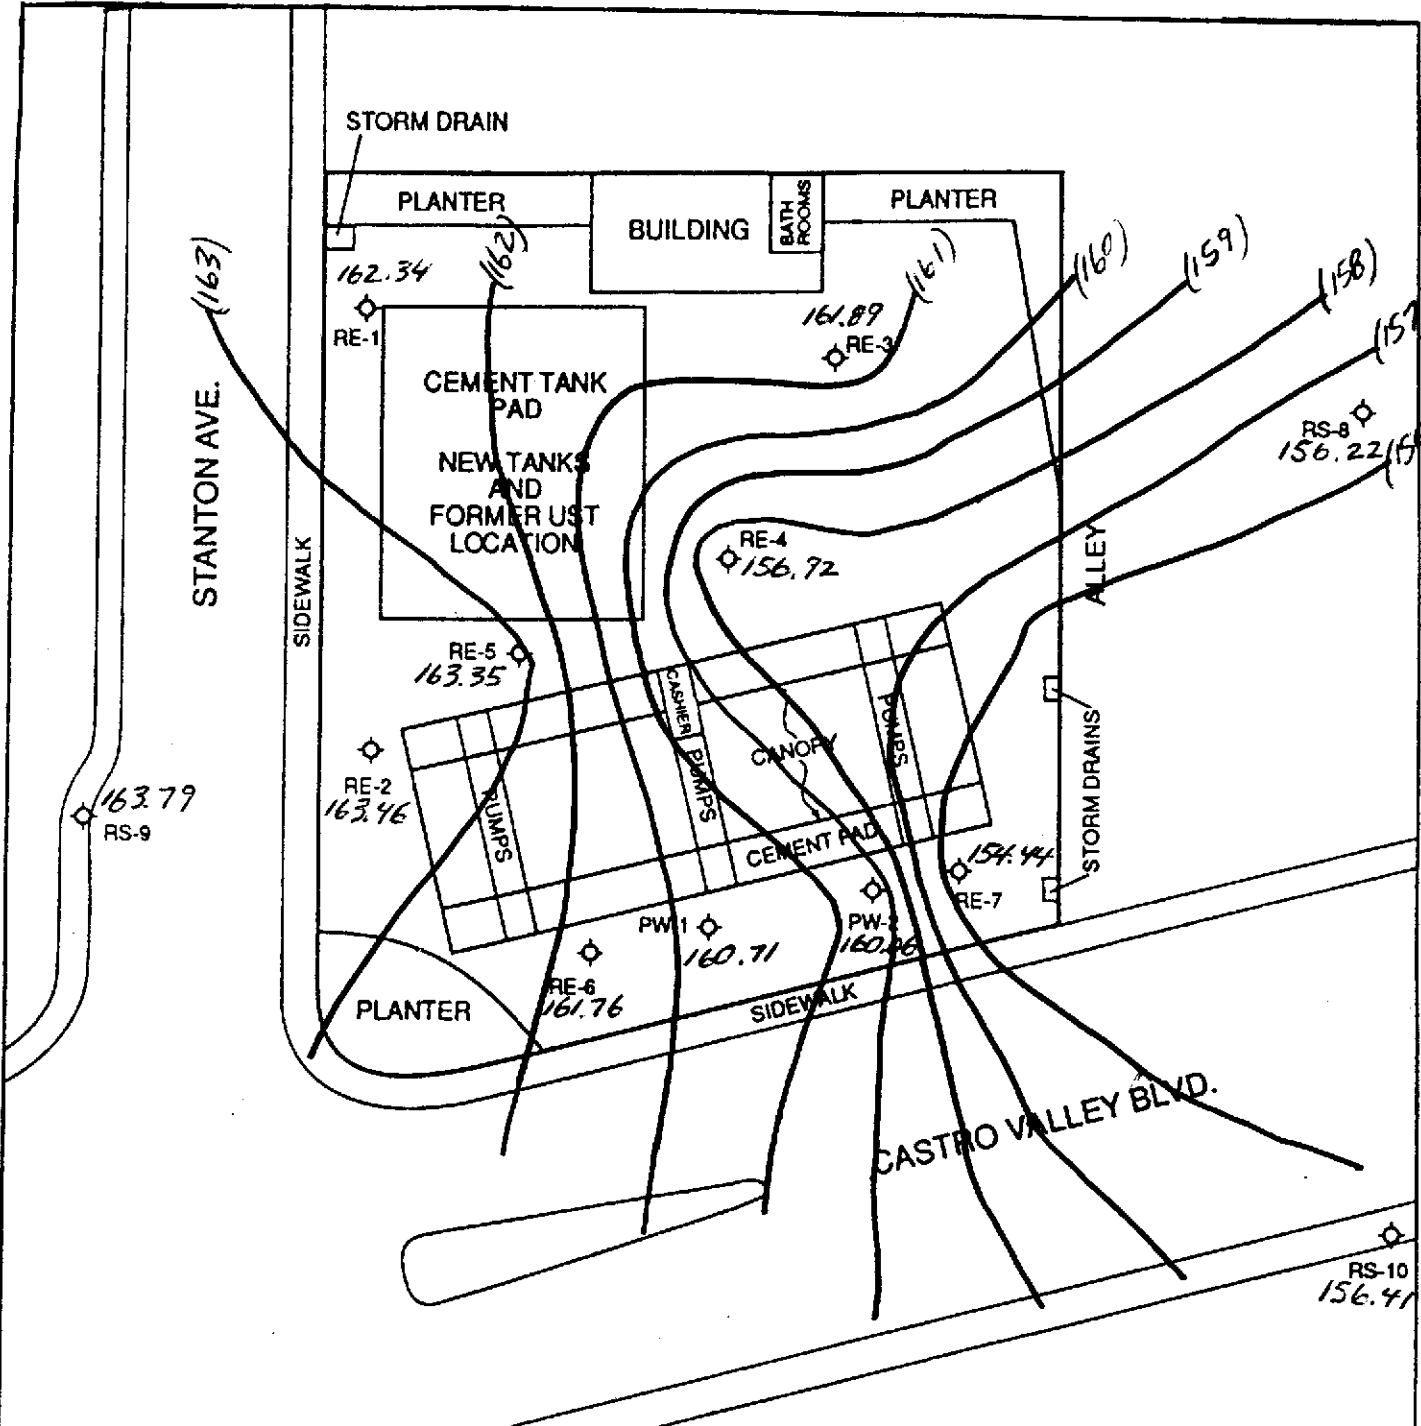 STORM DRAIN
PLANTER
BUILDING
BATH
ROOMS
PLANTER
(163)
(162)
(161)
(160)
(159)
(158)
(157
162.34
RE-1
161.89
RE-3
CEMENT TANK
PAD
NEW TANKS
AND
FORMER UST
LOCATION
STANTON AVE.
SIDEWALK
RS-8
156.22
RE-4
156.72
ALLEY
RE-5
163.35
CASHIER
PUMPS
CANOPY
PUMPS
PUMPS
STORM DRAINS
RE-2
163.46
163.79
RS-9
CEMENT PAD
154.44
RE-7
PW-1
160.71
PW-2
RE-6
161.76
PLANTER
SIDEWALK
CASTRO VALLEY BLVD.
RS-10
156.41